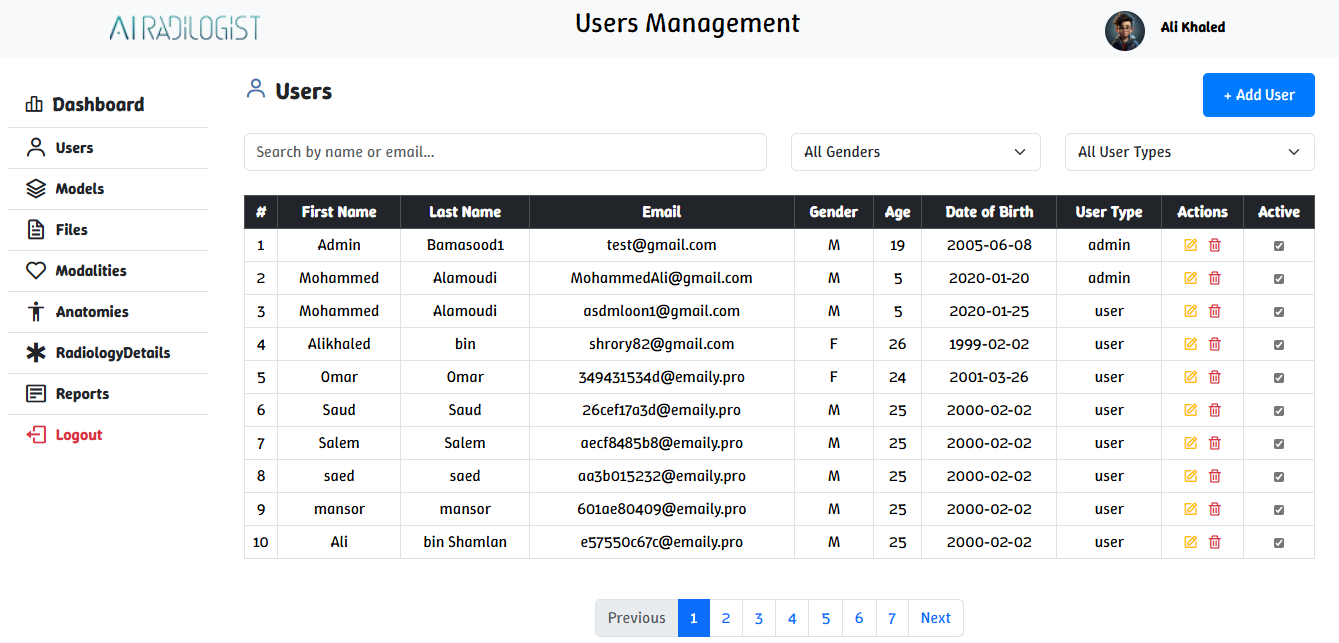 AI RADILOGIST
Users Management
Ali Khaled
Dashboard
Users
Models
Files
Modalities
Anatomies
RadiologyDetails
Reports
Logout
Users
+ Add User
Search by name or email...
All Genders
All User Types
# First Name Last Name Email Gender Age Date of Birth User Type Actions Active
1 Admin Bamasood1 test@gmail.com M 19 2005-06-08 admin
2 Mohammed Alamoudi MohammedAli@gmail.com M 5 2020-01-20 admin
3 Mohammed Alamoudi asdmloon1@gmail.com M 5 2020-01-25 user
4 Alikhaled bin shrory82@gmail.com F 26 1999-02-02 user
5 Omar Omar 349431534d@emaily.pro F 24 2001-03-26 user
6 Saud Saud 26cef17a3d@emaily.pro M 25 2000-02-02 user
7 Salem Salem aecf8485b8@emaily.pro M 25 2000-02-02 user
8 saed saed aa3b015232@emaily.pro M 25 2000-02-02 user
9 mansor mansor 601ae80409@emaily.pro M 25 2000-02-02 user
10 Ali bin Shamlan e57550c67c@emaily.pro M 25 2000-02-02 user
Previous 1 2 3 4 5 6 7 Next